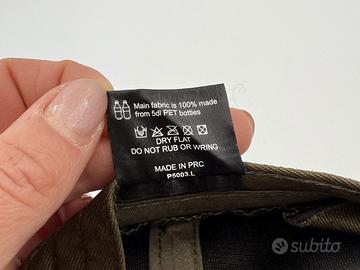 Main fabric is 100% made
from 5dl PET bottles
DRY FLAT
DO NOT RUB OR WRING
MADE IN PRC
P5003.L
subito